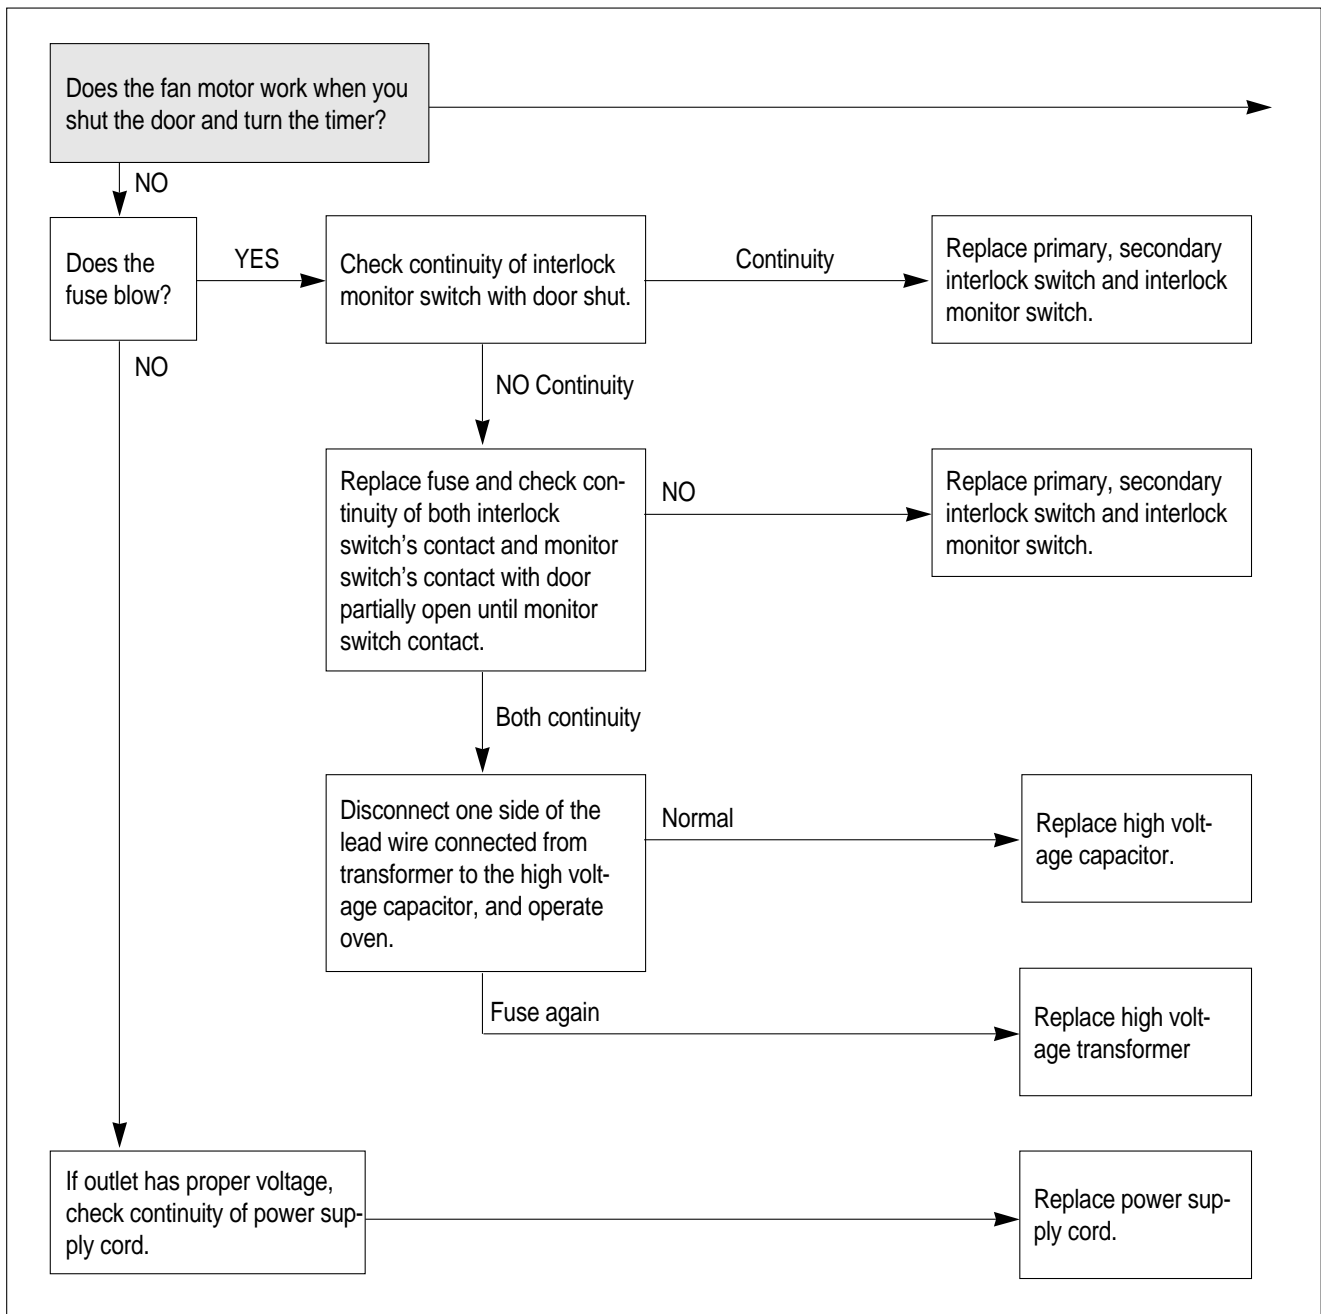 Does the fan motor work when you
shut the door and turn the timer?
NO
Does the
fuse blow?
YES
Check continuity of interlock
monitor switch with door shut.
Continuity
Replace primary, secondary
interlock switch and interlock
monitor switch.
NO
NO Continuity
Replace fuse and check con-
tinuity of both interlock
switch's contact and monitor
switch's contact with door
partially open until monitor
switch contact.
NO
Replace primary, secondary
interlock switch and interlock
monitor switch.
Both continuity
Disconnect one side of the
lead wire connected from
transformer to the high volt-
age capacitor, and operate
oven.
Normal
Replace high volt-
age capacitor.
Fuse again
Replace high volt-
age transformer
If outlet has proper voltage,
check continuity of power sup-
ply cord.
Replace power sup-
ply cord.